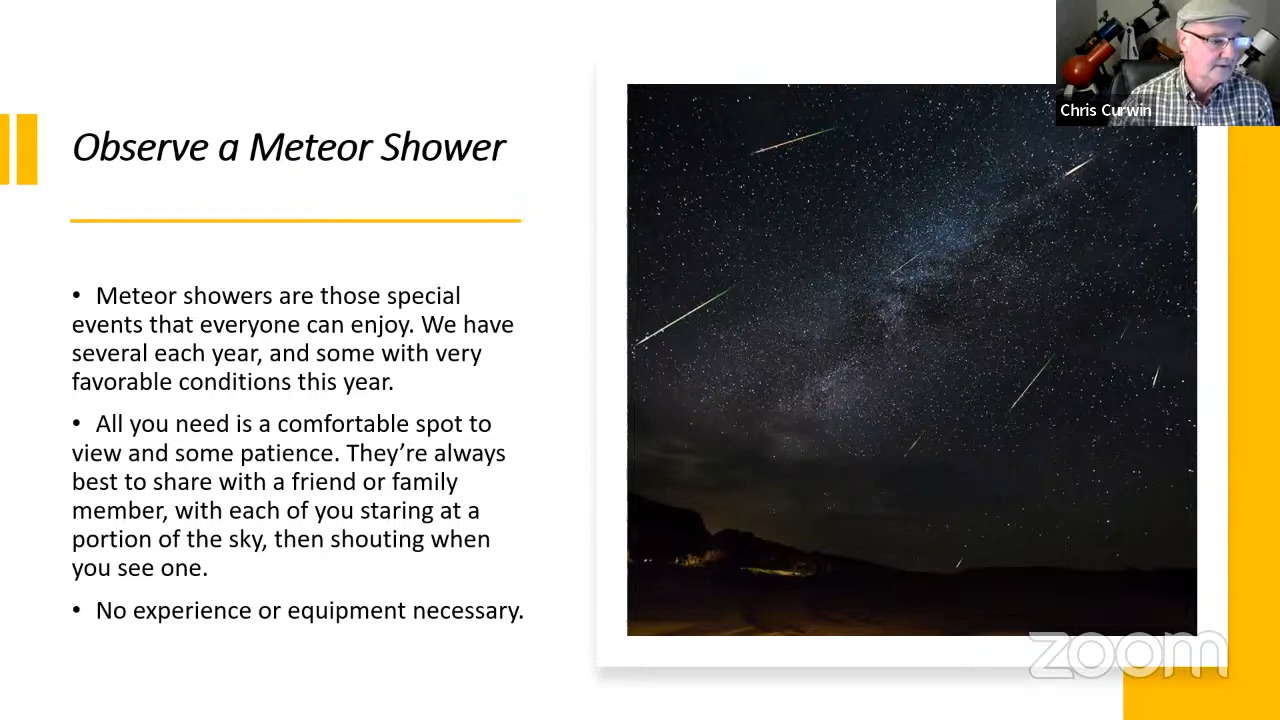 Chris Curwin
Observe a Meteor Shower
• Meteor showers are those special
events that everyone can enjoy. We have
several each year, and some with very
favorable conditions this year.
• All you need is a comfortable spot to
view and some patience. They’re always
best to share with a friend or family
member, with each of you staring at a
portion of the sky, then shouting when
you see one.
• No experience or equipment necessary.
zoom